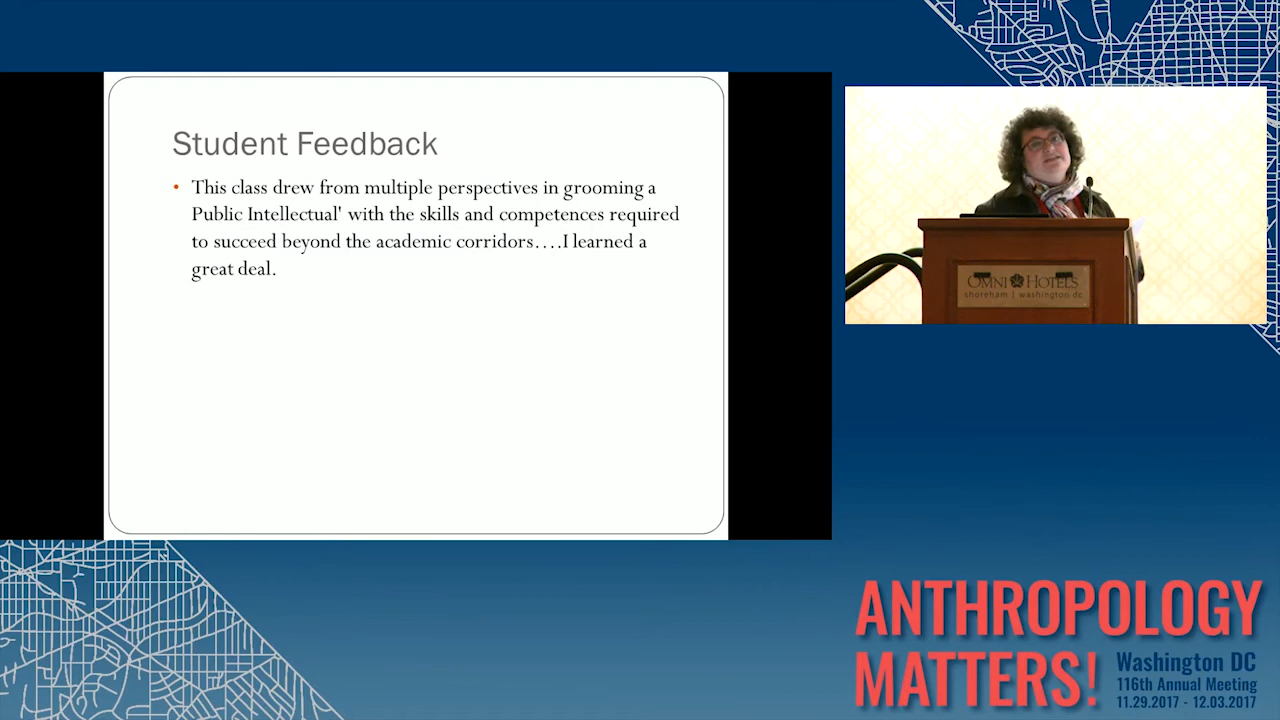 Student Feedback
• This class drew from multiple perspectives in grooming a
Public Intellectual' with the skills and competences required
to succeed beyond the academic corridors….I learned a
great deal.
OMNI HOTELS
shoreham | washington dc
ANTHROPOLOGY
MATTERS!
Washington DC
116th Annual Meeting
11.29.2017 - 12.03.2017